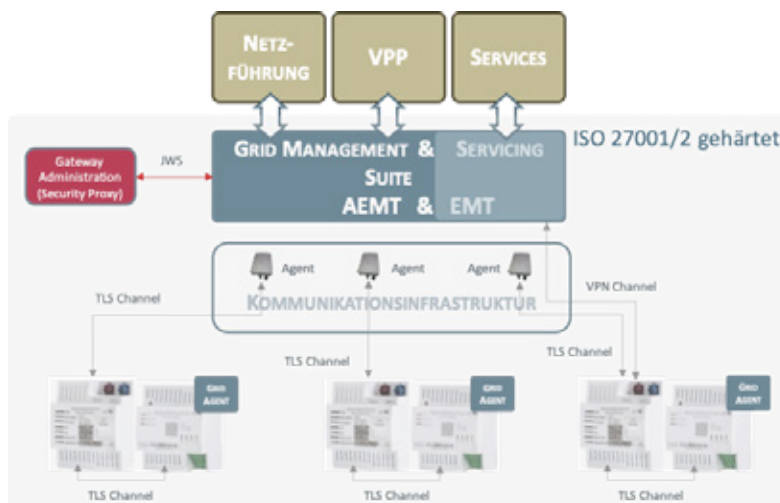 NETZ-
FÜHRUNG
VPP
SERVICES
ISO 27001/2 gehärtet
GRID MANAGEMENT & SERVICING
SUITE
AEMT & EMT
Gateway
Administration
(Security Proxy)
JWS
Agent
Agent
Agent
KOMMUNIKATIONSINFRASTRUKTUR
TLS Channel
VPN Channel
TLS Channel
TLS Channel
GRID
AGENT
GRID
AGENT
GRID
AGENT
TLS Channel
TLS Channel
TLS Channel